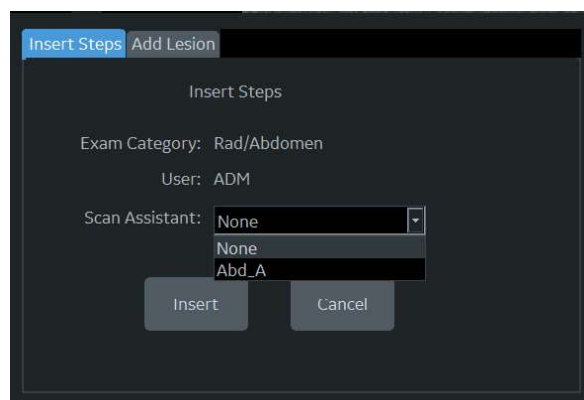 Insert Steps Add Lesion
Insert Steps
Exam Category: Rad/Abdomen
User: ADM
Scan Assistant: None
None
Abd_A
Insert Cancel